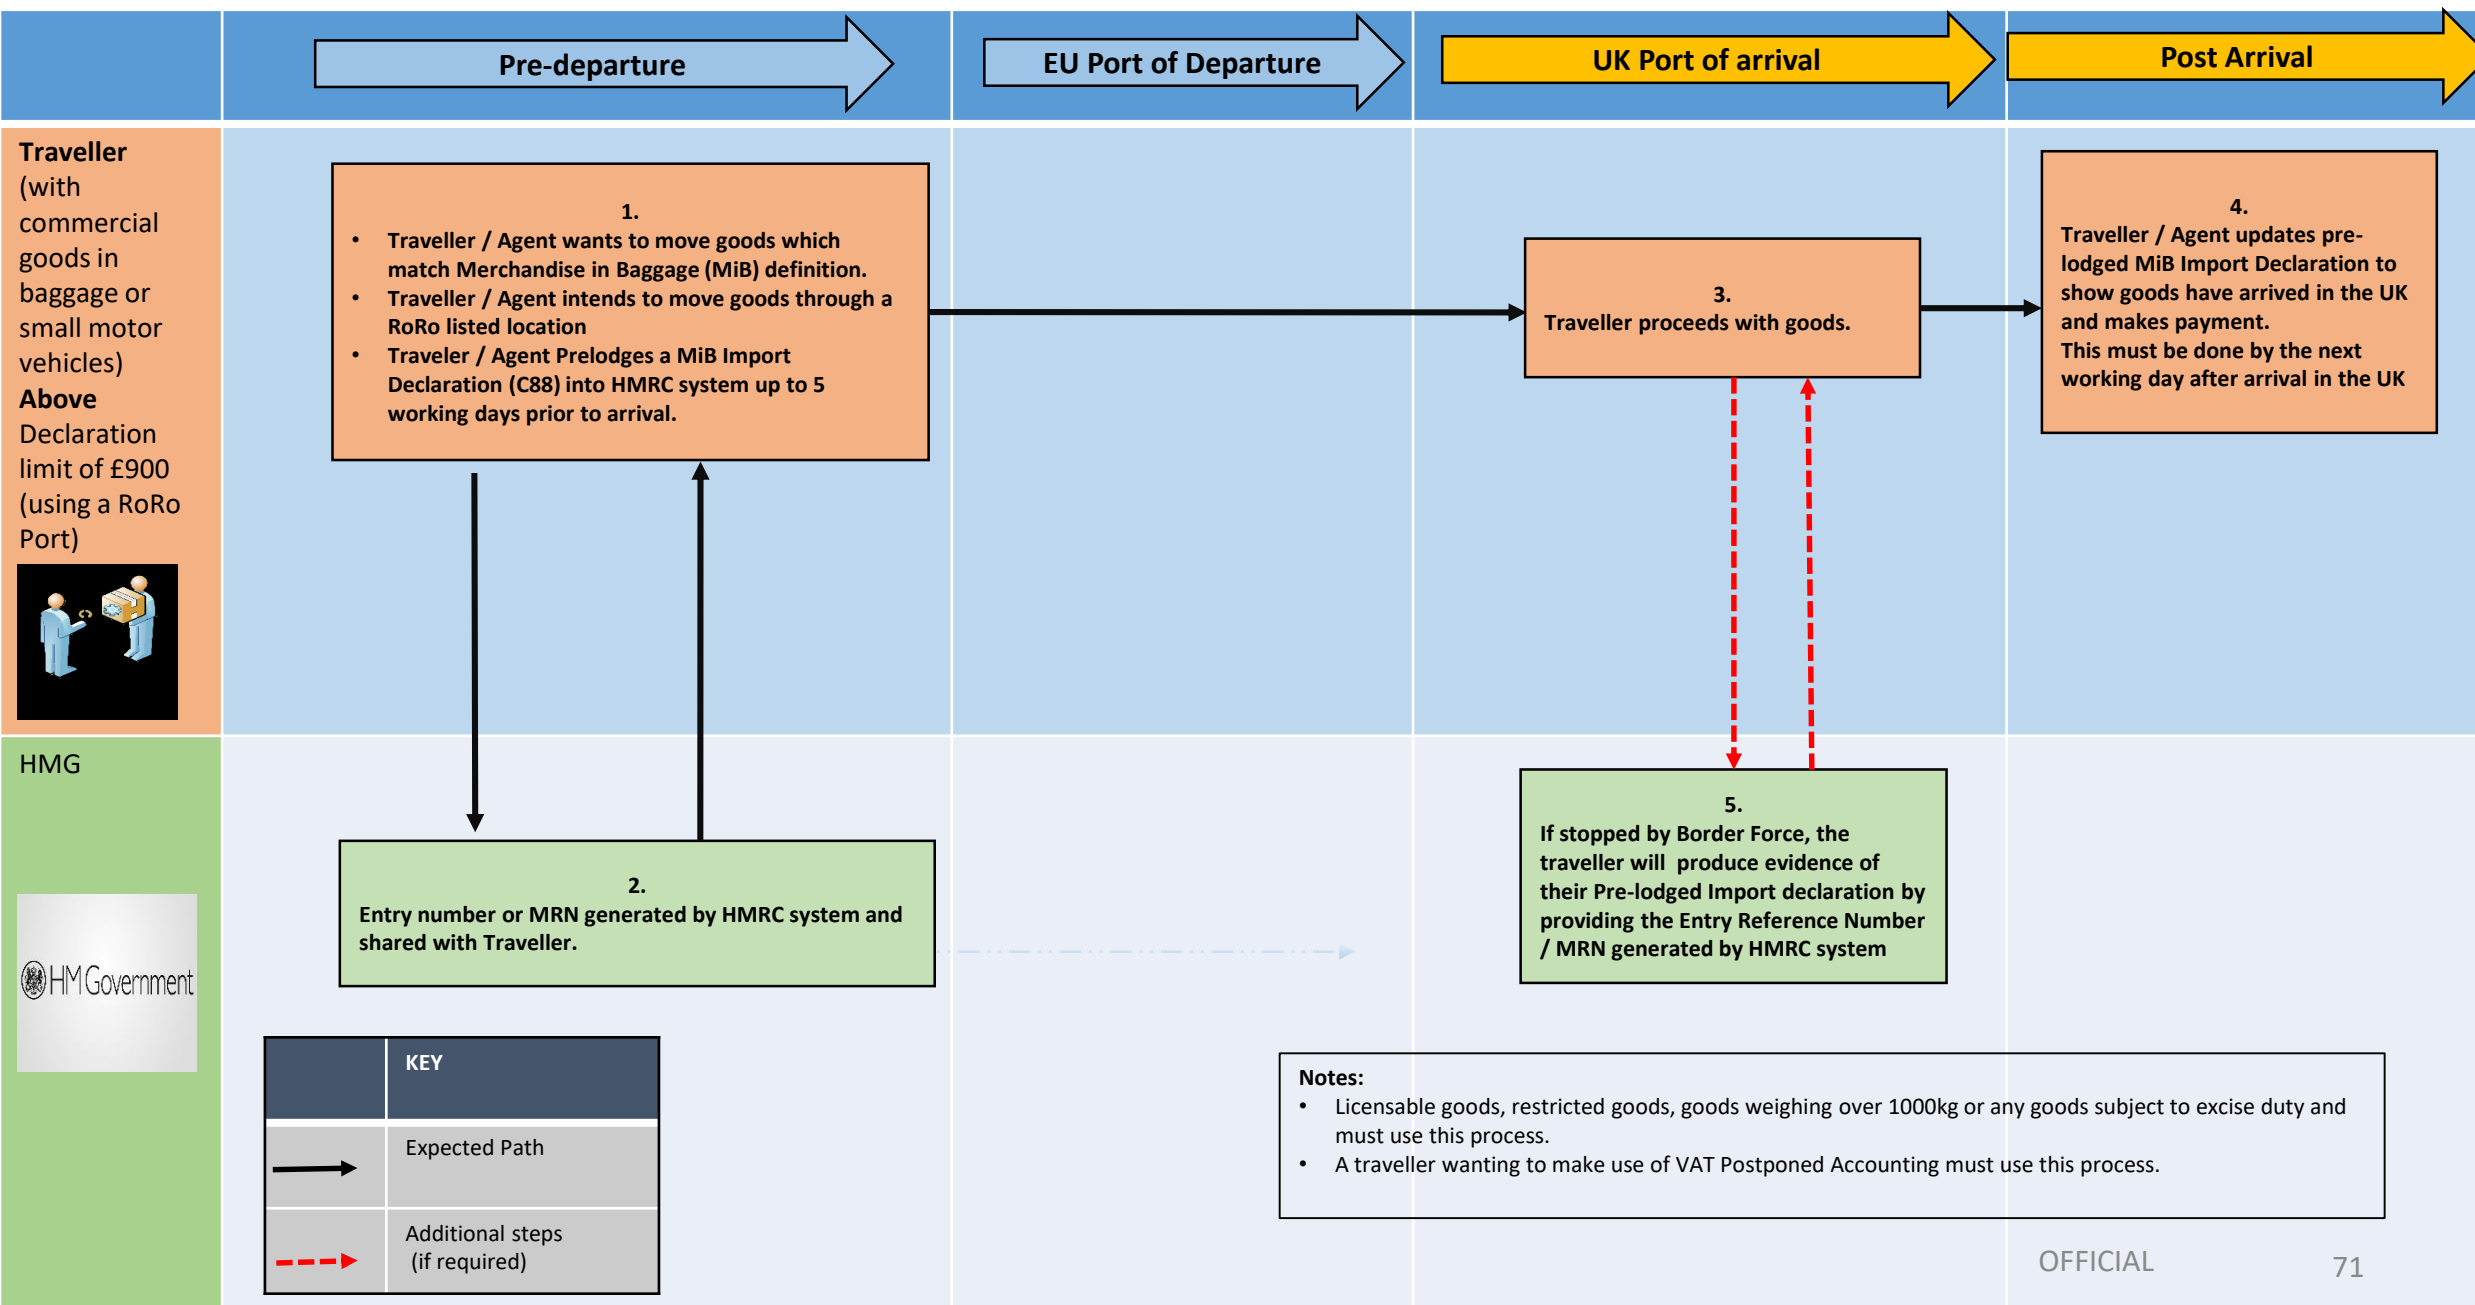 Pre-departure
EU Port of Departure
UK Port of arrival
Post Arrival
Traveller
(with
commercial
goods in
baggage or
small motor
vehicles)
Above
Declaration
limit of £900
(using a RoRo
Port)
1.
• Traveller / Agent wants to move goods which
match Merchandise in Baggage (MiB) definition.
• Traveller / Agent intends to move goods through a
RoRo listed location
• Traveler / Agent Prelodges a MiB Import
Declaration (C88) into HMRC system up to 5
working days prior to arrival.
3.
Traveller proceeds with goods.
4.
Traveller / Agent updates pre-
lodged MiB Import Declaration to
show goods have arrived in the UK
and makes payment.
This must be done by the next
working day after arrival in the UK
HMG
HM Government
2.
Entry number or MRN generated by HMRC system and
shared with Traveller.
5.
If stopped by Border Force, the
traveller will produce evidence of
their Pre-lodged Import declaration by
providing the Entry Reference Number
/ MRN generated by HMRC system
KEY
Expected Path
Additional steps
(if required)
Notes:
• Licensable goods, restricted goods, goods weighing over 1000kg or any goods subject to excise duty and
must use this process.
• A traveller wanting to make use of VAT Postponed Accounting must use this process.
OFFICIAL
71